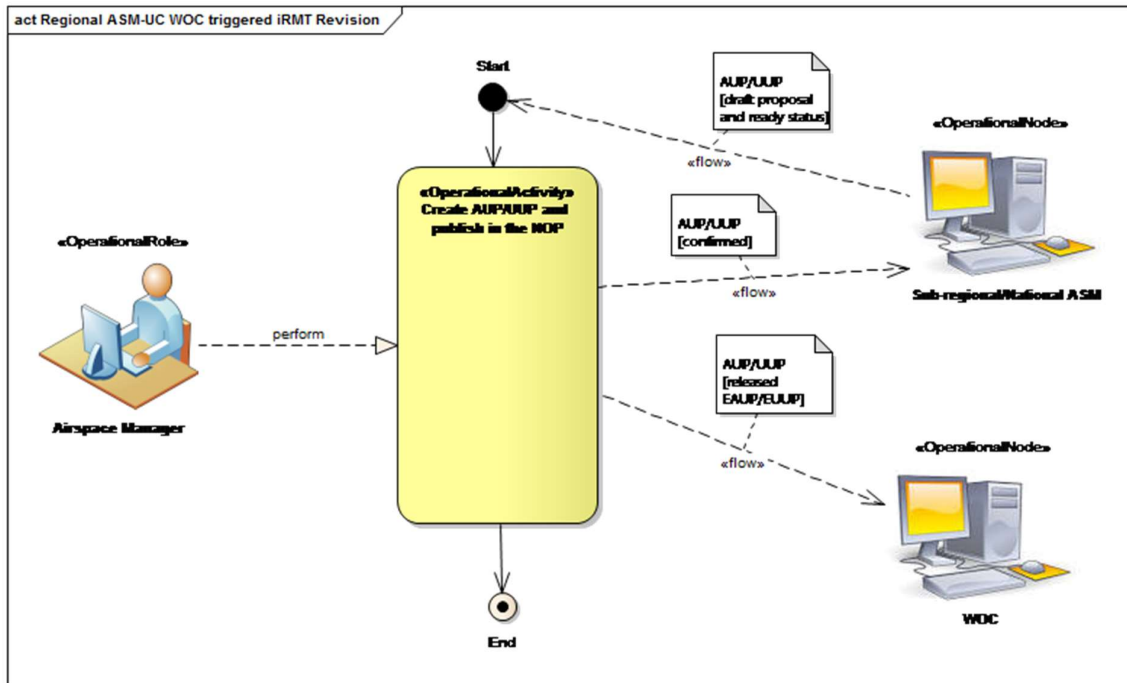 act Regional ASM-UC WOC triggered iRMT Revision
Start
AUP/UUP
[draft proposal
and ready status]
«OperationalNode»
«flow»
«OperationalActivity»
Create AUP/UUP and
publish in the NOP
AUP/UUP
[confirmed]
«OperationalRole»
«flow»
Sub-regional/National ASM
perform
AUP/UUP
[released
EAUP/EUUP]
Airspace Manager
«OperationalNode»
«flow»
WOC
End